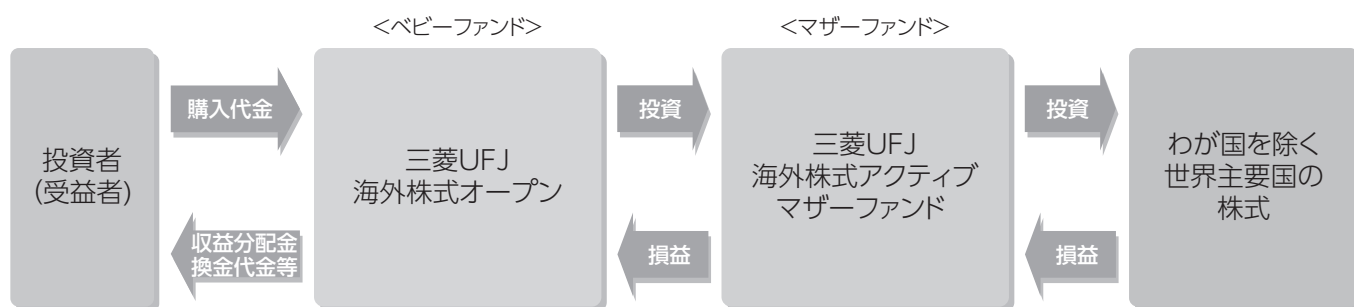 <ベビーファンド>
<マザーファンド>
投資者
(受益者)
購入代金
収益分配金
換金代金等
三菱UFJ
海外株式オープン
投資
損益
三菱UFJ
海外株式アクティブ
マザーファンド
投資
損益
わが国を除く
世界主要国の
株式